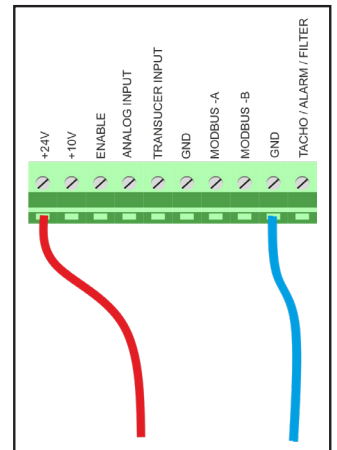 +24V
+10V
ENABLE
ANALOG INPUT
TRANSUCER INPUT
GND
MODBUS -A
MODBUS -B
GND
TACHO / ALARM / FILTER